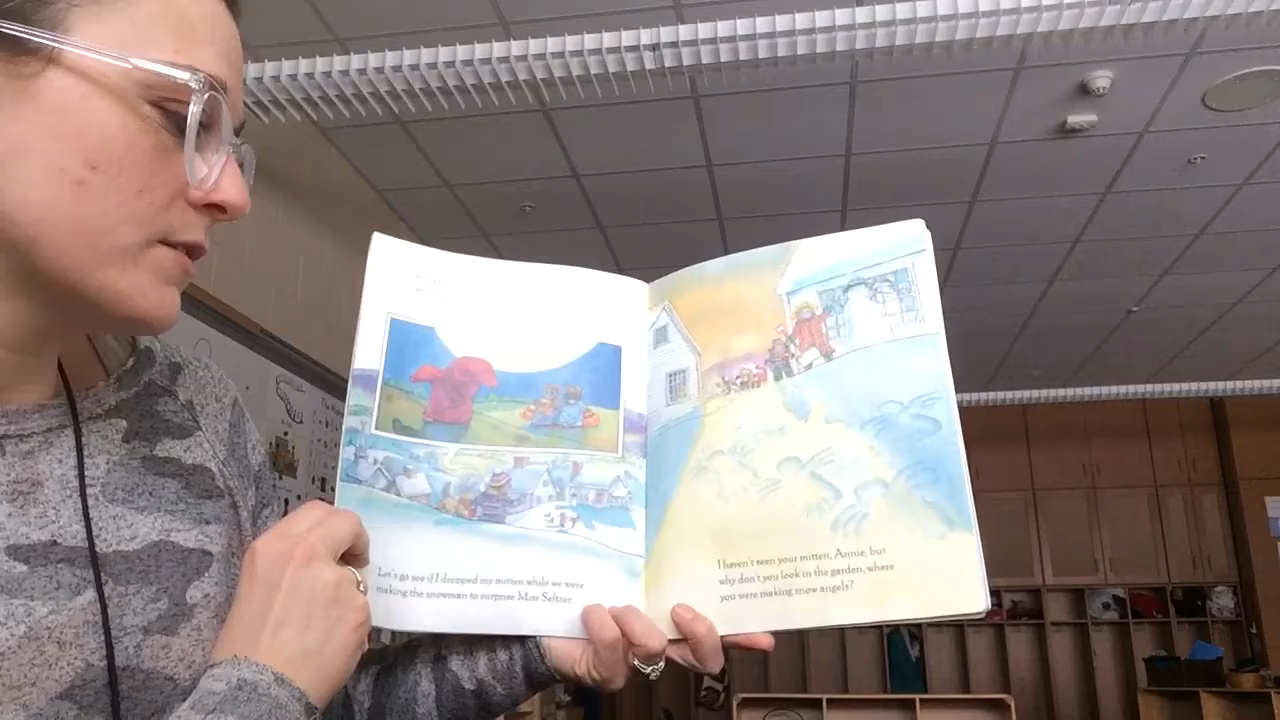 Let's go see if I dropped my mitten while we were
making the snowman to surprise Miss Seltzer.
I haven't seen your mitten, Annie, but
why don't you look in the garden, where
you were making snow angels?